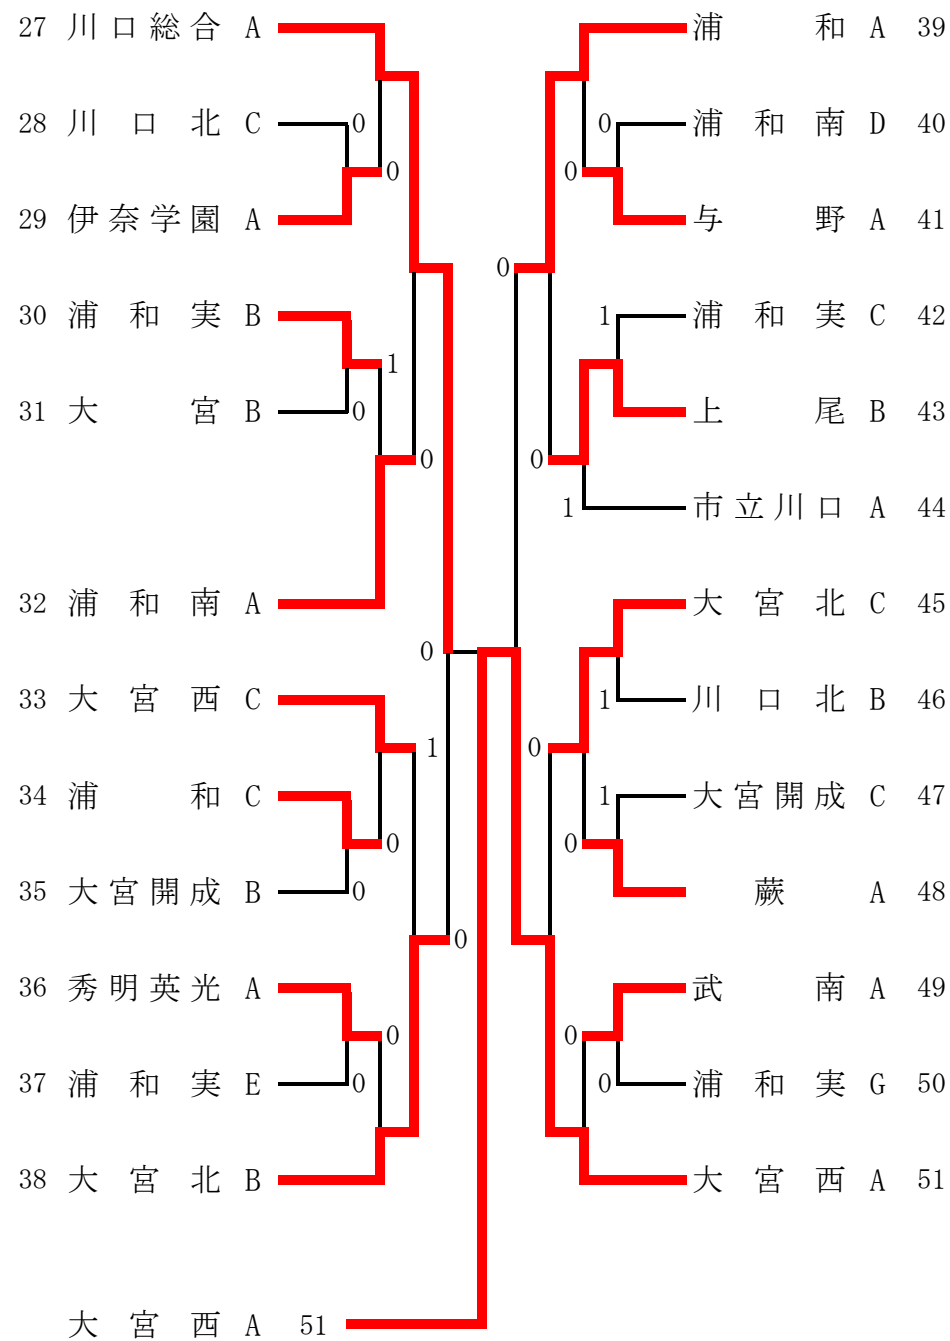 27 川口総合 A
28 川口北 C
0
29 伊奈学園 A
0
30 浦和実 B
1
31 大宮B
0
0
32 浦和南 A
0
33 大宮西 C
1
34 浦和 C
0
35 大宮開成 B
0
0
36 秀明英光 A
0
37 浦和実 E
0
38 大宮北 B
浦和 A 39
0
浦和南 D 40
0
与野 A 41
0
1
浦和実 C 42
上尾 B 43
0
1
市立川口 A 44
大宮北 C 45
1
川口北 B 46
0
1
大宮開成 C 47
0
蕨 A 48
武南 A 49
0
0
浦和実 G 50
大宮西 A 51
大宮西 A 51